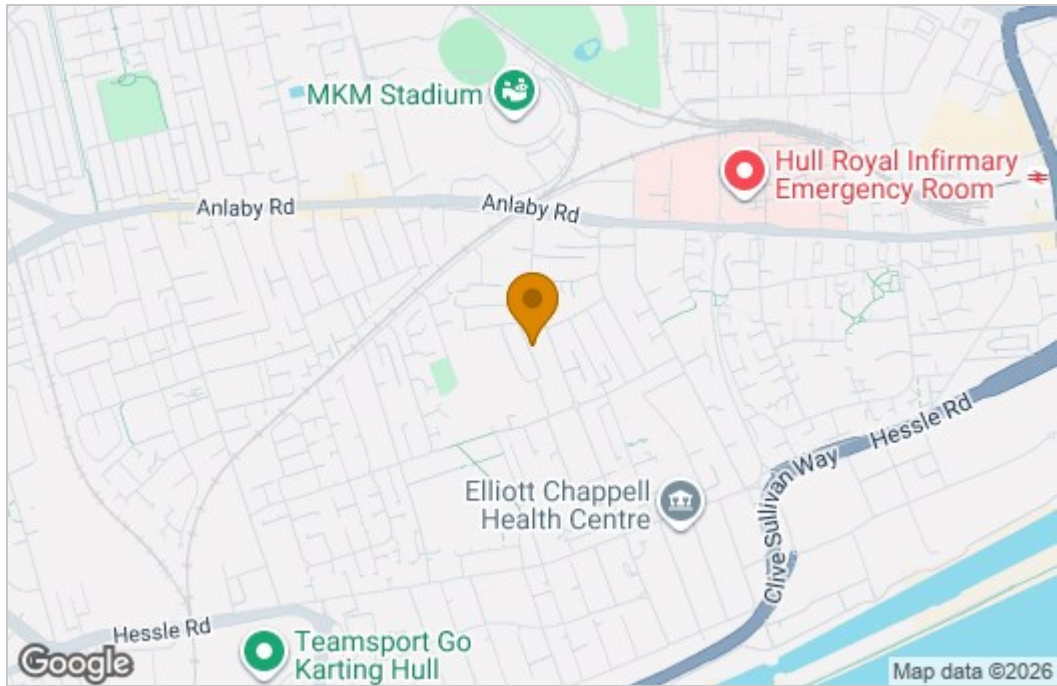 MKM Stadium
Hull Royal Infirmary
Emergency Room
Anlaby Rd
Anlaby Rd
Hessle Rd
Clive Sullivan Way
Elliott Chappell
Health Centre
Hessle Rd
Teamsport Go
Karting Hull
Google
Map data ©2026